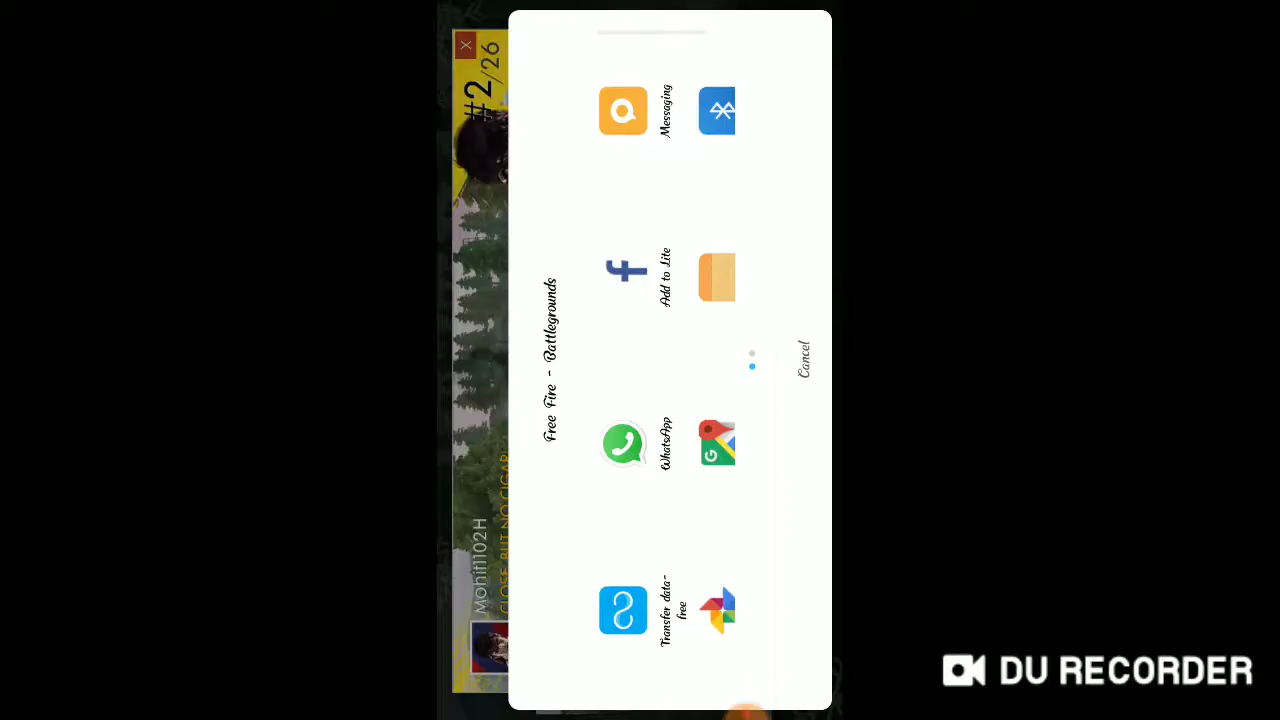 #2/26
Mohit1102H
CLOSE, BUT NO CIGAR!
Free Fire - Battlegrounds
Transfer data-
free
WhatsApp
Add to Lite
Messaging
Cancel
DU RECORDER